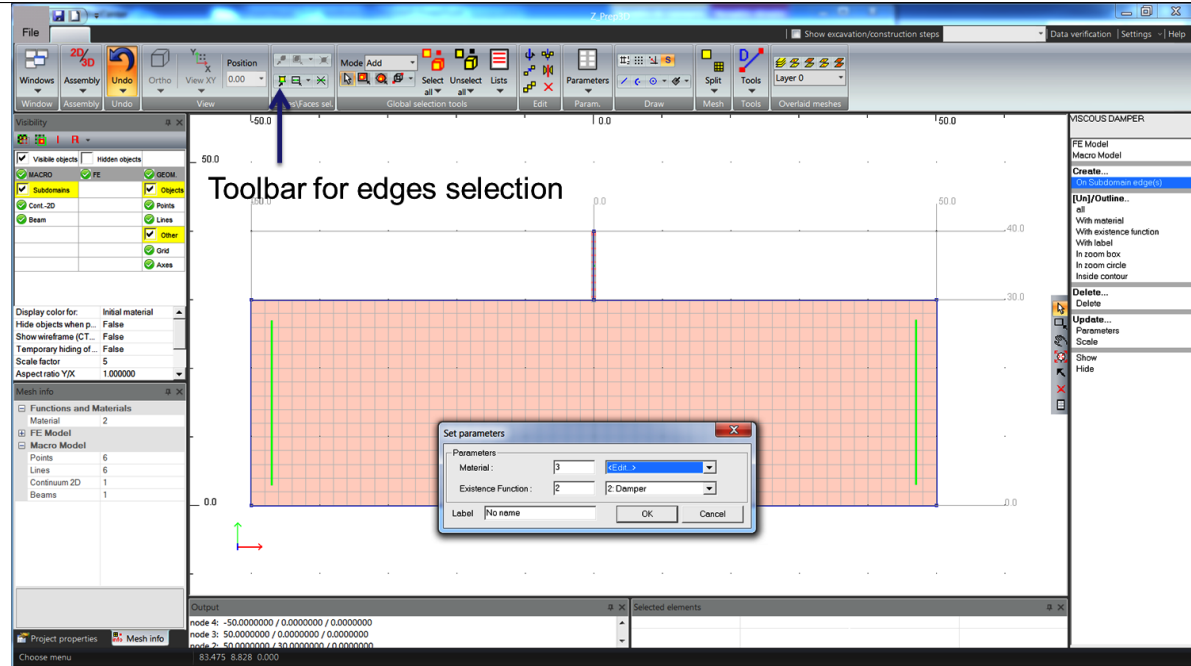 Z_Prep3D
File
Show excavation/construction steps
Data verification | Settings | Help
Windows
Assembly
2D/3D
Undo
Ortho
View XY
Position
0.00
Mode Add
Select all
Unselect all
Lists
Parameters
Split
Tools
Layer 0
Window
Assembly
Undo
View
s\Faces sel.
Global selection tools
Edit
Param.
Draw
Mesh
Tools
Overlaid meshes
Visibility
I R
Visible objects
Hidden objects
MACRO
FE
GEOM.
Subdomains
Objects
Cont.-2D
Points
Beam
Lines
Other
Grid
Axes
Display color for: Initial material
Hide objects when p... False
Show wireframe (CT... False
Temporary hiding of... False
Scale factor 5
Aspect ratio Y/X 1.000000
Mesh info
Functions and Materials
Material 2
FE Model
Macro Model
Points 6
Lines 6
Continuum 2D 1
Beams 1
Project properties
Mesh info
Choose menu
83.475 8.828 0.000
-50.0
0.0
50.0
50.0
Toolbar for edges selection
-50.0
0.0
50.0
40.0
30.0
0.0
0.0
Set parameters
Parameters
Material : 3 <Edit..>
Existence Function : 2 2: Damper
Label No name
OK
Cancel
Output
node 4: -50.0000000 / 0.0000000 / 0.0000000
node 3: 50.0000000 / 0.0000000 / 0.0000000
node 2: 50.0000000 / 30.0000000 / 0.0000000
Selected elements
VISCOUS DAMPER
FE Model
Macro Model
Create...
On Subdomain edge(s)
[Un]/Outline..
all
With material
With existence function
With label
In zoom box
In zoom circle
Inside contour
Delete...
Delete
Update...
Parameters
Scale
Show
Hide